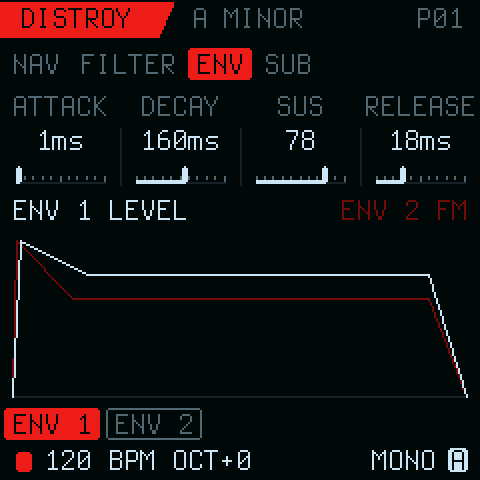 DISTROY A MINOR P01
NAV FILTER ENV SUB
ATTACK DECAY SUS RELEASE
1ms 160ms 78 18ms
ENV 1 LEVEL ENV 2 FM
ENV 1 ENV 2
120 BPM OCT+0 MONO A